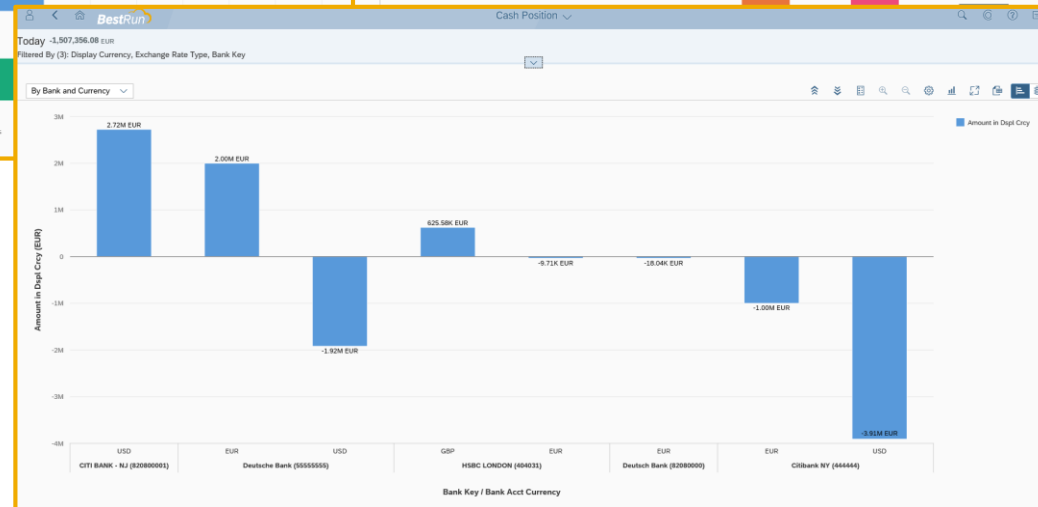 BestRun
Cash Position
Today -1,507,356.08 EUR
Filtered By (3): Display Currency, Exchange Rate Type, Bank Key
By Bank and Currency
Amount in Dspl Crcy
3M
2M
1M
0
-1M
-2M
-3M
-4M
Amount in Dspl Crcy (EUR)
2.72M EUR
2.00M EUR
-1.92M EUR
625.58K EUR
-9.71K EUR
-18.04K EUR
-1.00M EUR
-3.91M EUR
USD EUR USD GBP EUR EUR EUR USD
CITI BANK - NJ (820800001) Deutsche Bank (55555555) HSBC LONDON (404031) Deutsch Bank (82080000) Citibank NY (444444)
Bank Key / Bank Acct Currency